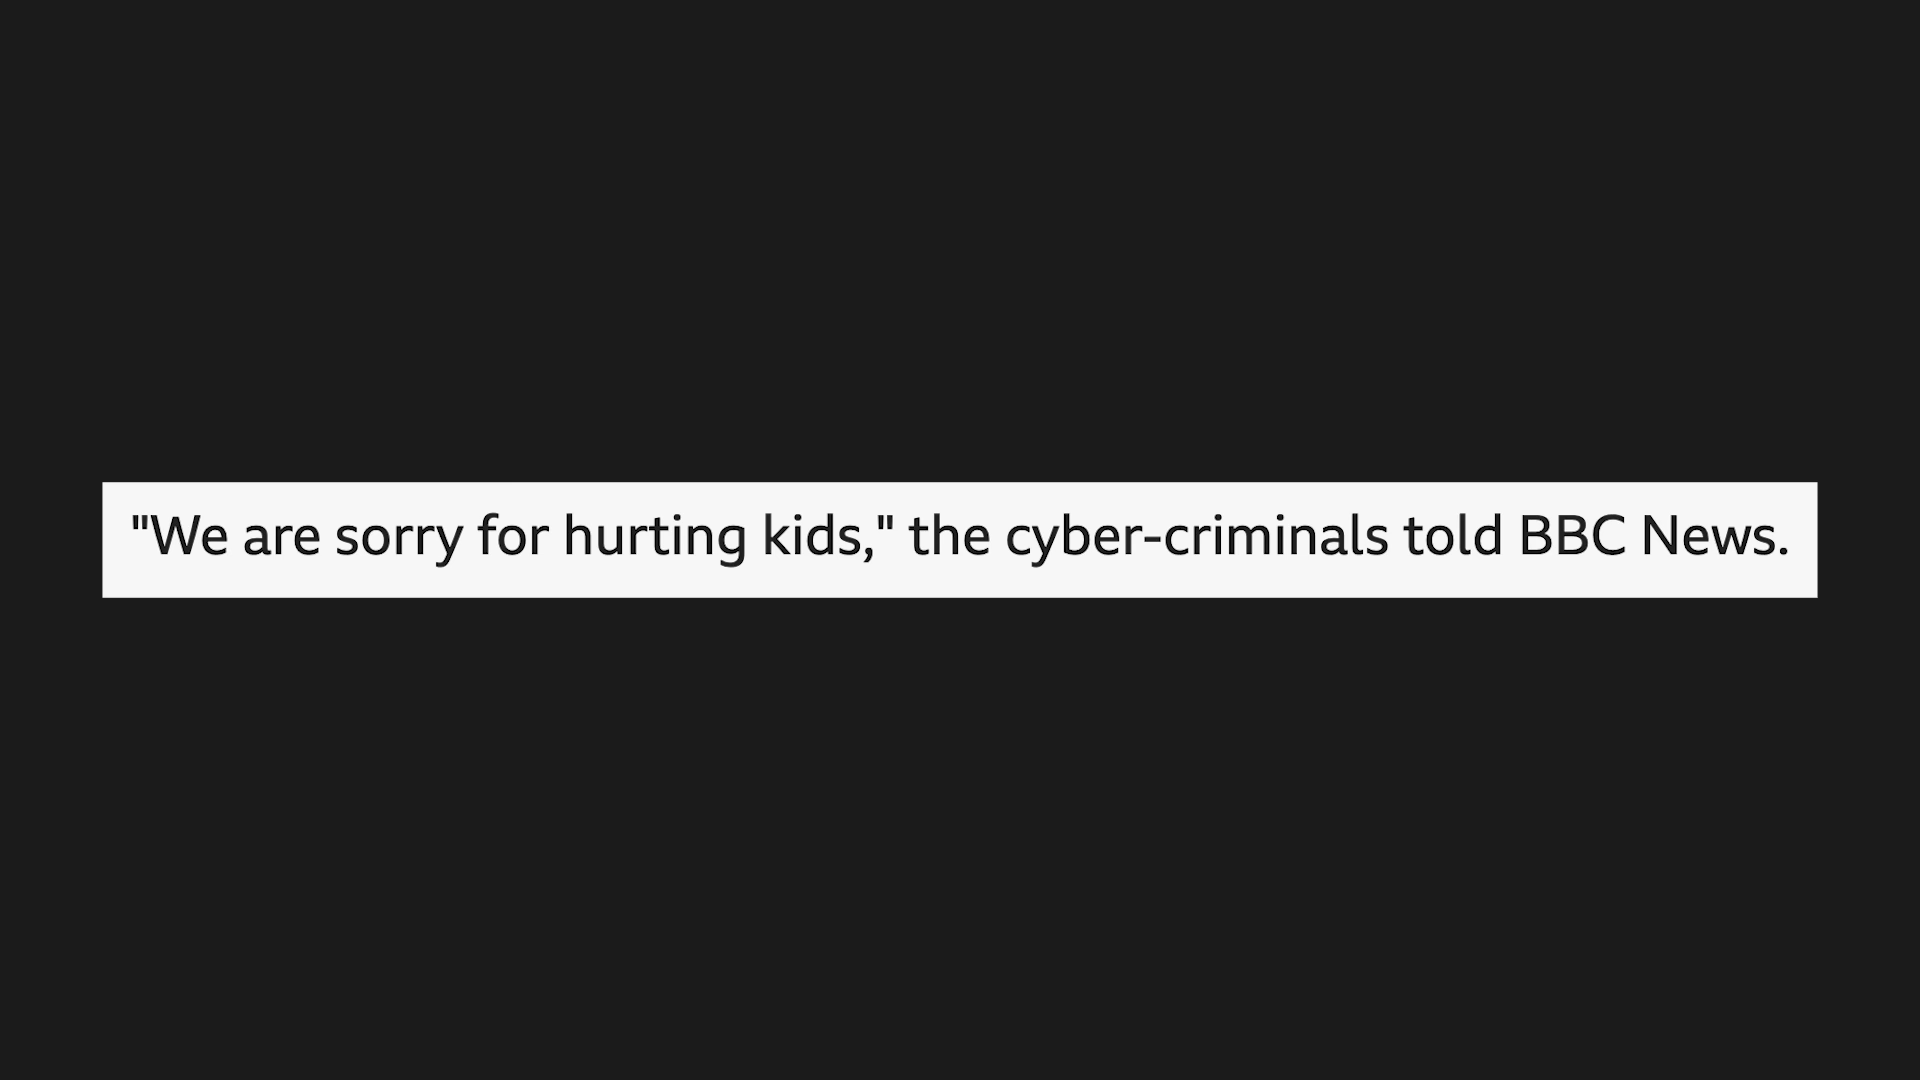 "We are sorry for hurting kids," the cyber-criminals told BBC News.